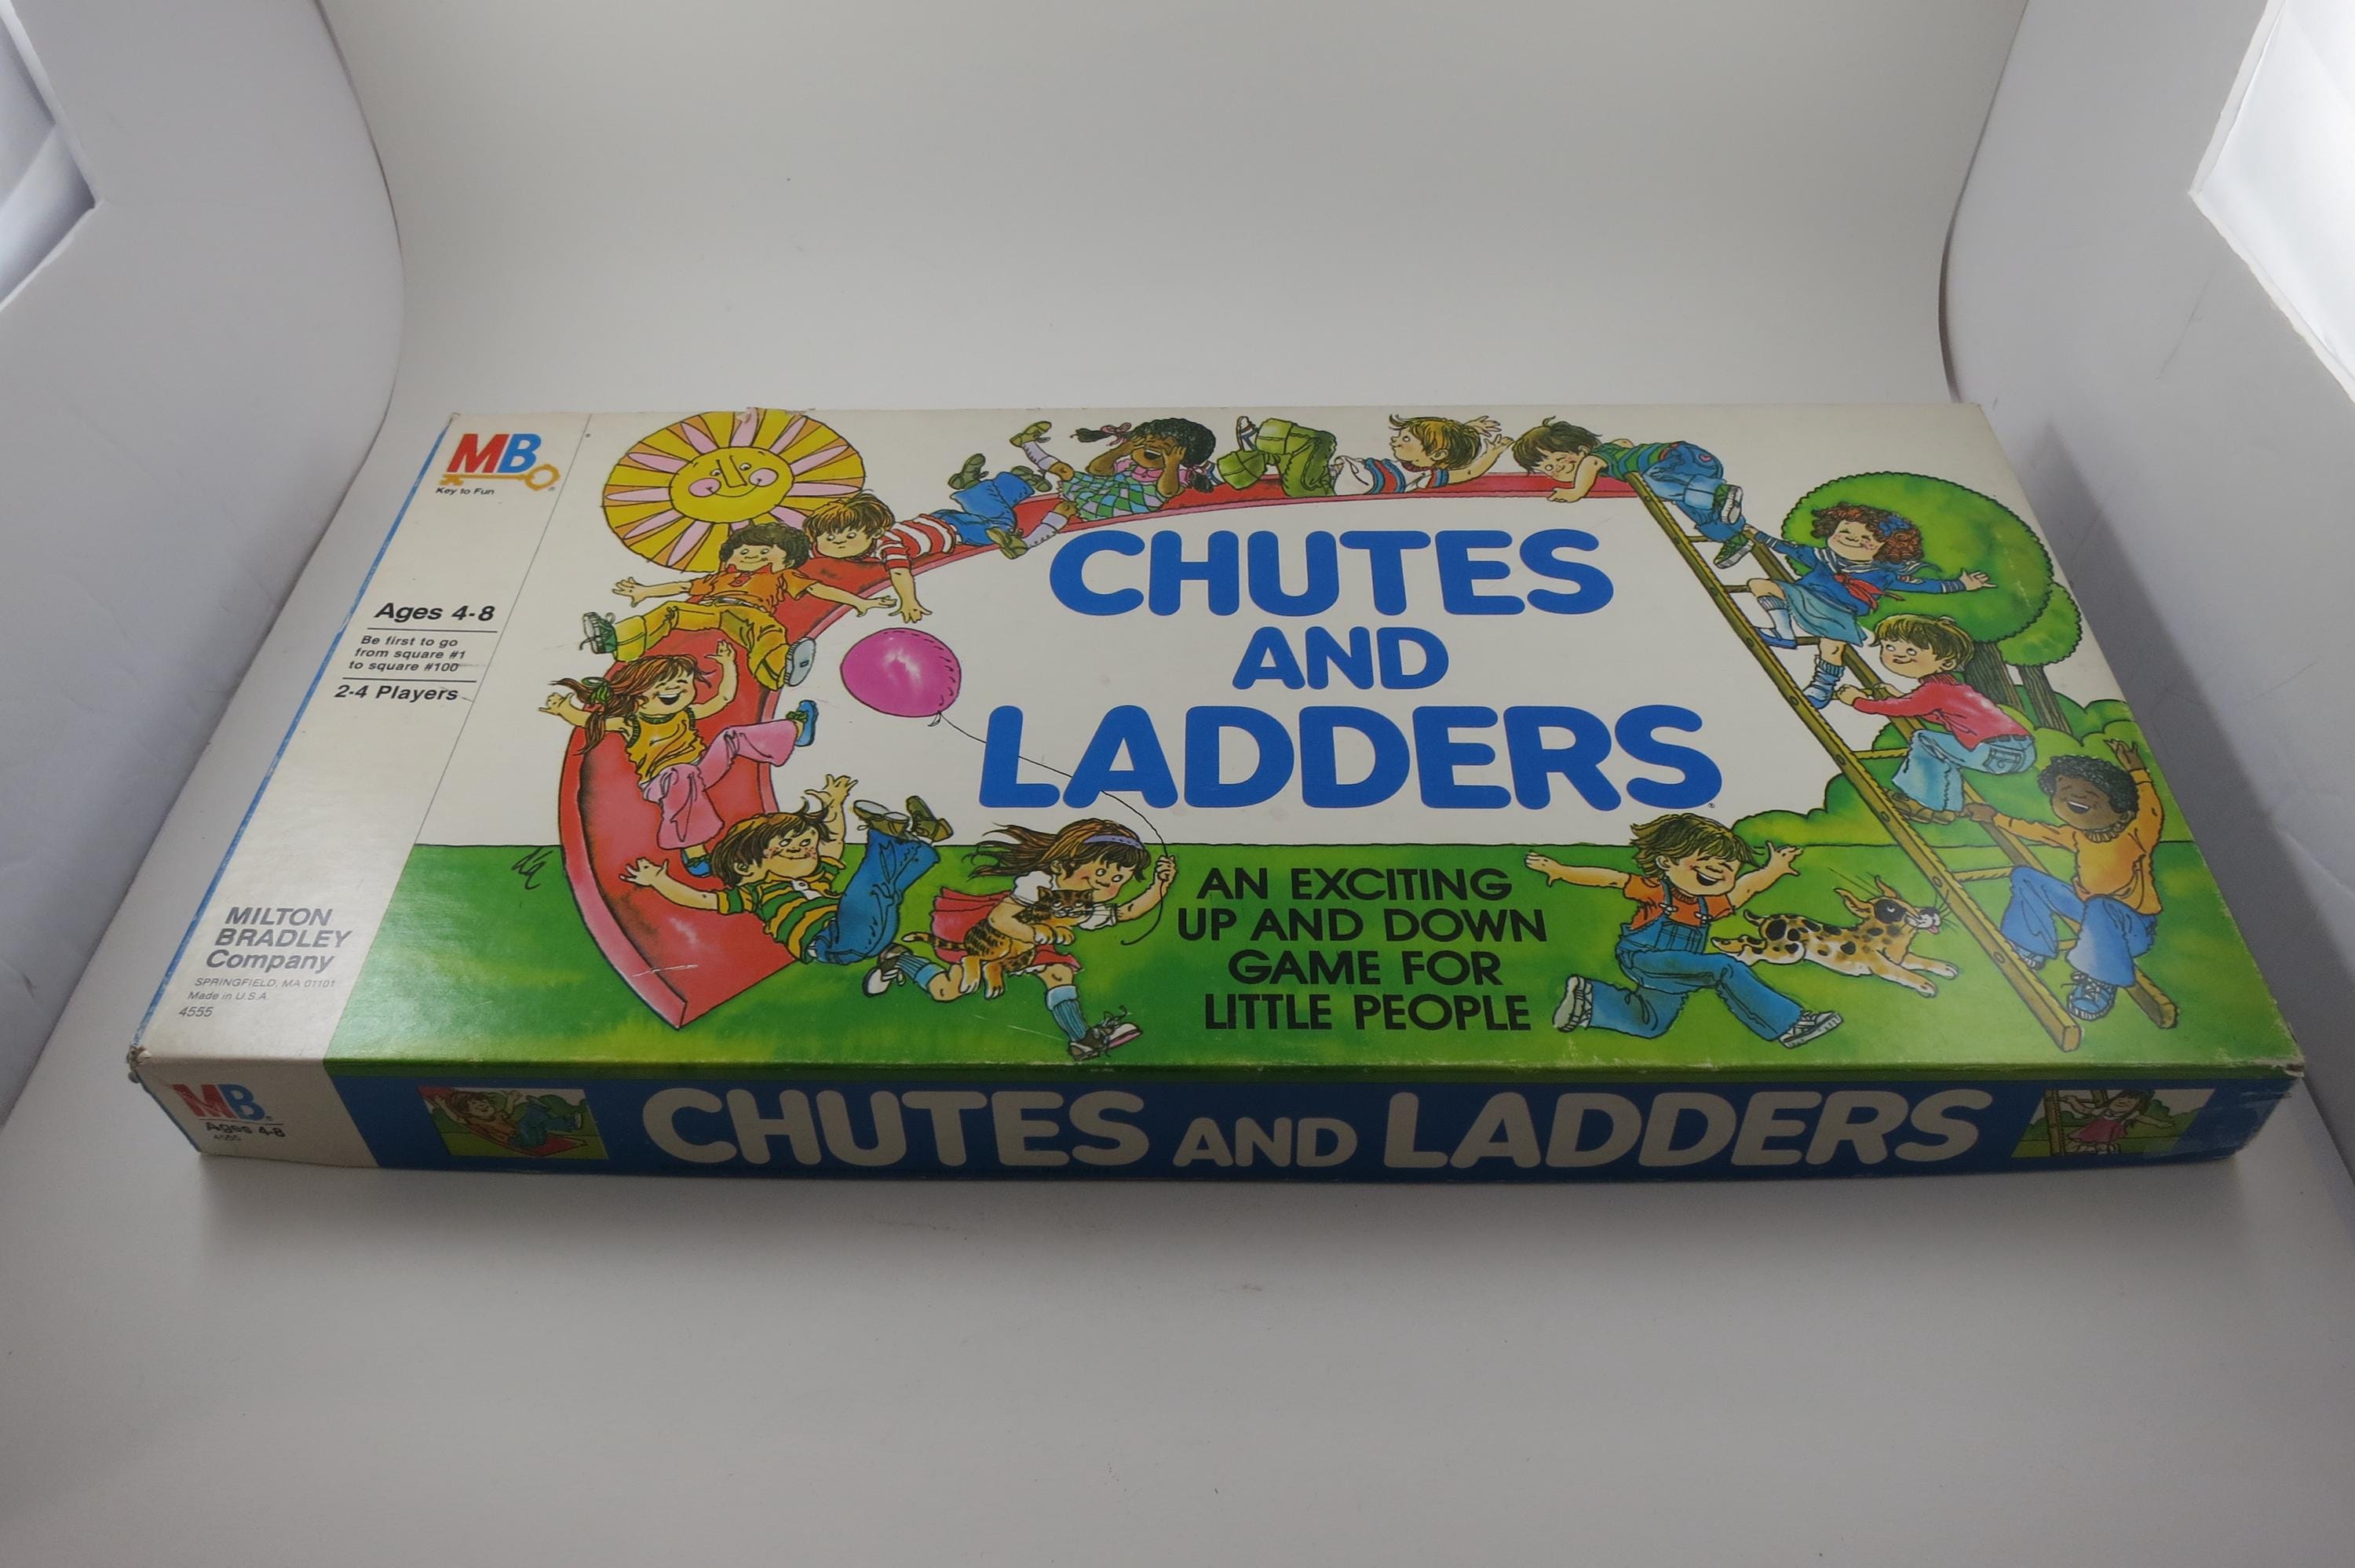 MB
Key to Fun
Ages 4-8
Be first to go
from square #1
to square #100
2-4 Players
MILTON
BRADLEY
Company
SPRINGFIELD, MA 01101
Made in U.S.A.
4555
CHUTES
AND
LADDERS
AN EXCITING
UP AND DOWN
GAME FOR
LITTLE PEOPLE
MB
Ages 4-8
4555
CHUTES AND LADDERS